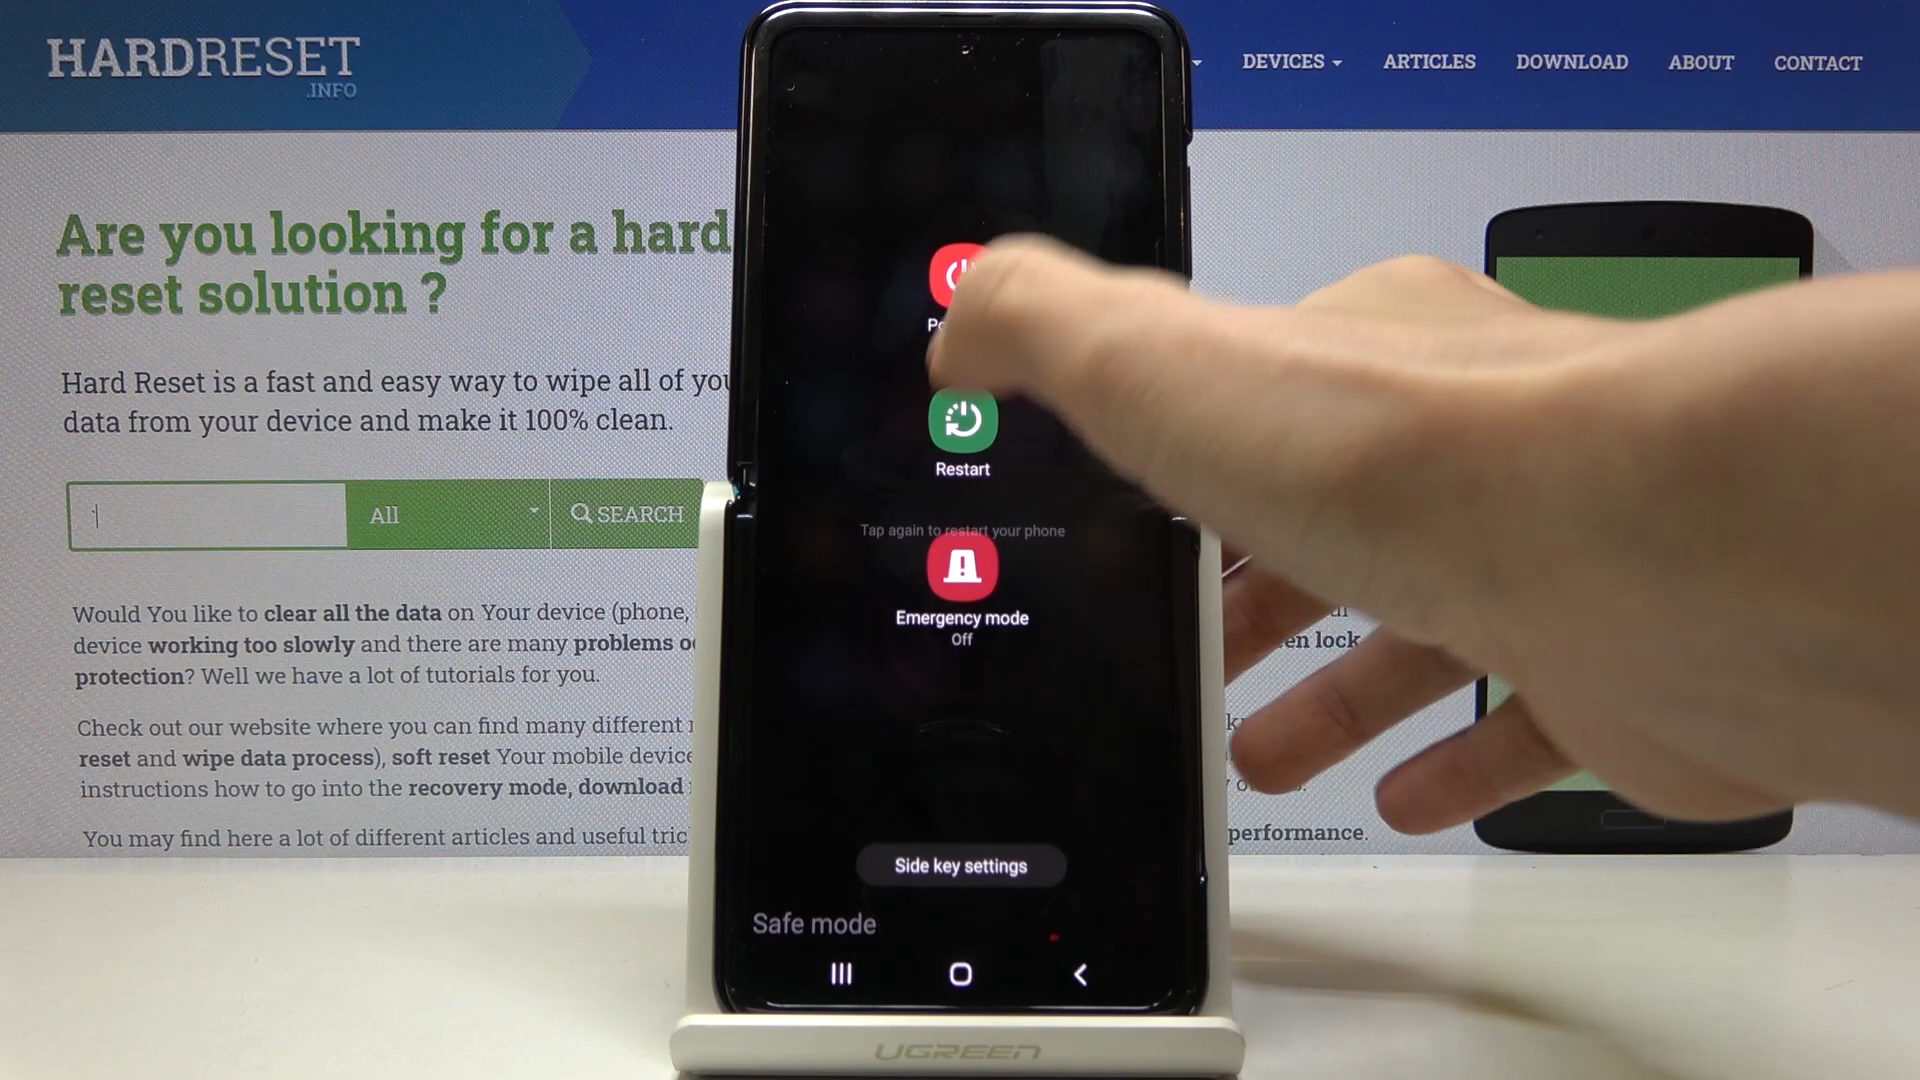 HARDRESET
.INFO
DEVICES
ARTICLES
DOWNLOAD
ABOUT
CONTACT
Are you looking for a hard
reset solution ?
Hard Reset is a fast and easy way to wipe all of you
data from your device and make it 100% clean.
All
SEARCH
Would You like to clear all the data on Your device (phone,
device working too slowly and there are many problems
protection? Well we have a lot of tutorials for you.
en lock
Check out our website where you can find many different
reset and wipe data process), soft reset Your mobile device
instructions how to go into the recovery mode, download
You may find here a lot of different articles and useful tric
performance.
Restart
Tap again to restart your phone
Emergency mode
Off
Side key settings
Safe mode
UGREEN